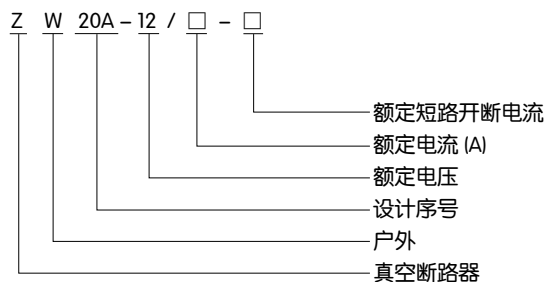 Z W 20A – 12 / □ – □
额定短路开断电流
额定电流 (A)
额定电压
设计序号
户外
真空断路器